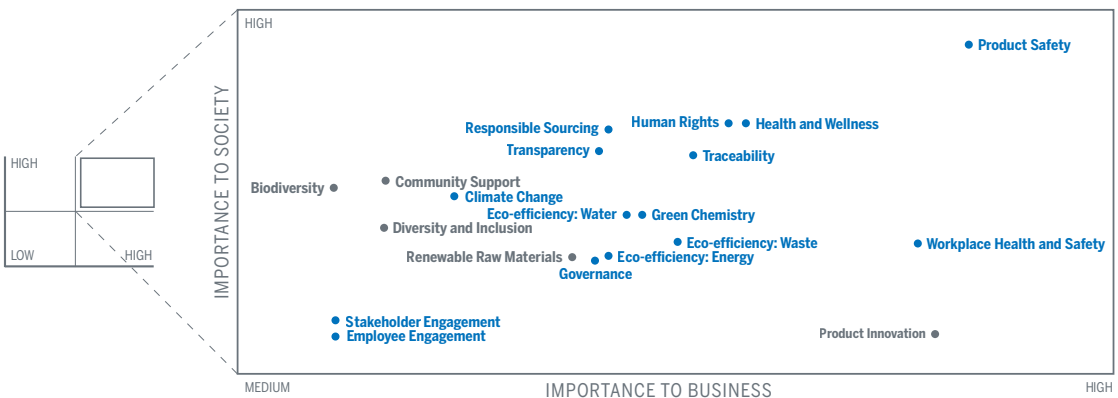 HIGH
LOW
HIGH
IMPORTANCE TO SOCIETY
HIGH
Product Safety
Responsible Sourcing
Human Rights
Health and Wellness
Transparency
Traceability
Biodiversity
Community Support
Climate Change
Eco-efficiency: Water
Green Chemistry
Diversity and Inclusion
Eco-efficiency: Waste
Workplace Health and Safety
Renewable Raw Materials
Eco-efficiency: Energy
Governance
Stakeholder Engagement
Employee Engagement
Product Innovation
MEDIUM
IMPORTANCE TO BUSINESS
HIGH